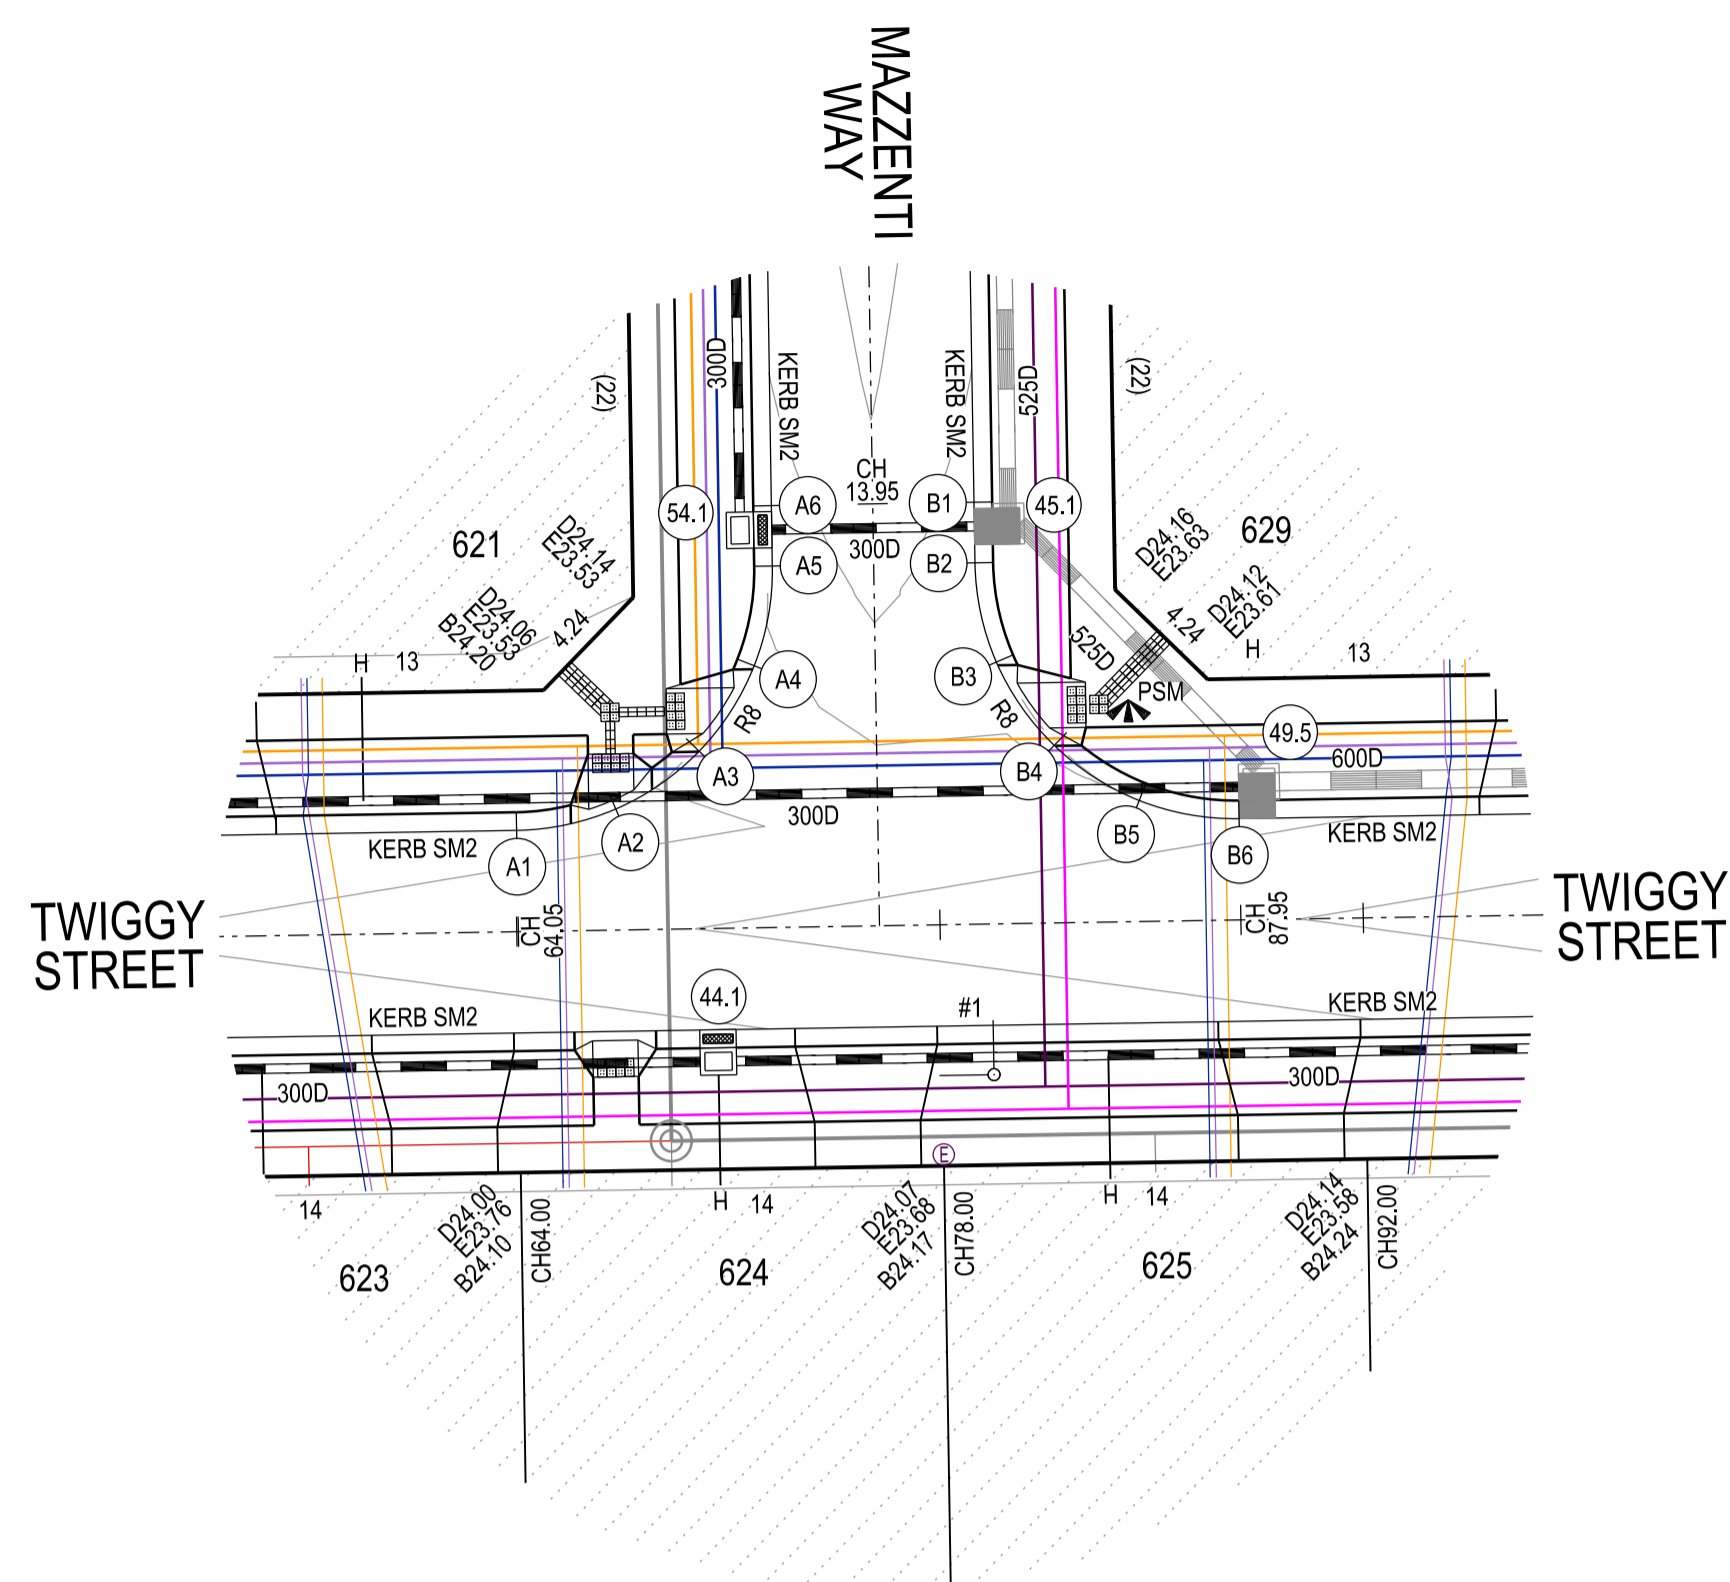 MAZZENTI
WAY
(22)
300D
KERB SM2
KERB SM2
525D
(22)
CH
13.95
54.1
A6
B1
45.1
621
D24.14
E23.53
300D
A5
B2
D24.16
E23.63
629
D24.06
E23.53
B24.20
4.24
D24.12
E23.61
4.24
H
13
H
13
A4
B3
525D
PSM
R8
R8
49.5
A3
B4
600D
300D
KERB SM2
A2
B5
KERB SM2
A1
B6
TWIGGY
STREET
CH
64.05
CH
87.95
TWIGGY
STREET
44.1
#1
KERB SM2
KERB SM2
300D
300D
E
14
H
14
H
14
D24.00
E23.76
B24.10
CH64.00
D24.07
E23.68
B24.17
CH78.00
D24.14
E23.58
B24.24
CH92.00
623
624
625